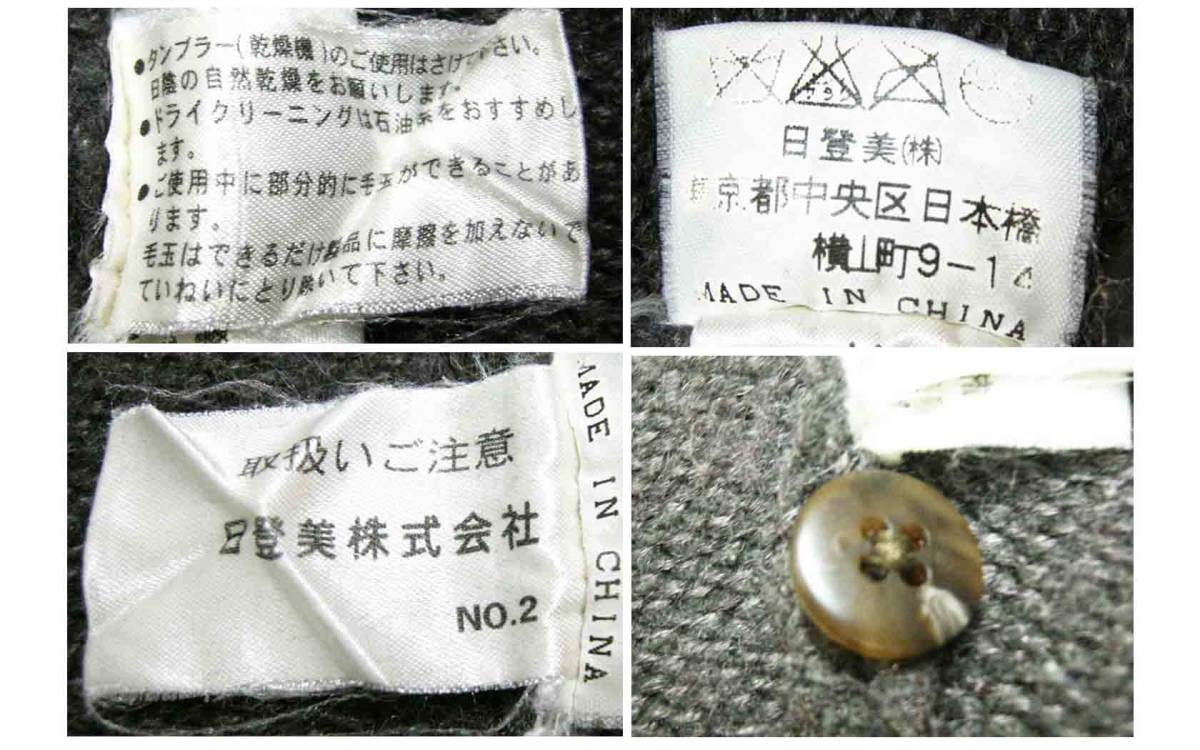 ●タンブラー(乾燥機)のご使用はさけて下さい。
日陰の自然乾燥をお願いします。
●ドライクリーニングは石油系をおすすめし
ます。
●ご使用中に部分的に毛玉ができることがあ
ります。
毛玉はできるだけ製品に摩擦を加えないで
ていねいにとり除いて下さい。
日登美(株)
東京都中央区日本橋
横山町9-12
MADE IN CHINA
取扱いご注意
日登美株式会社
NO.2
MADE IN CHINA